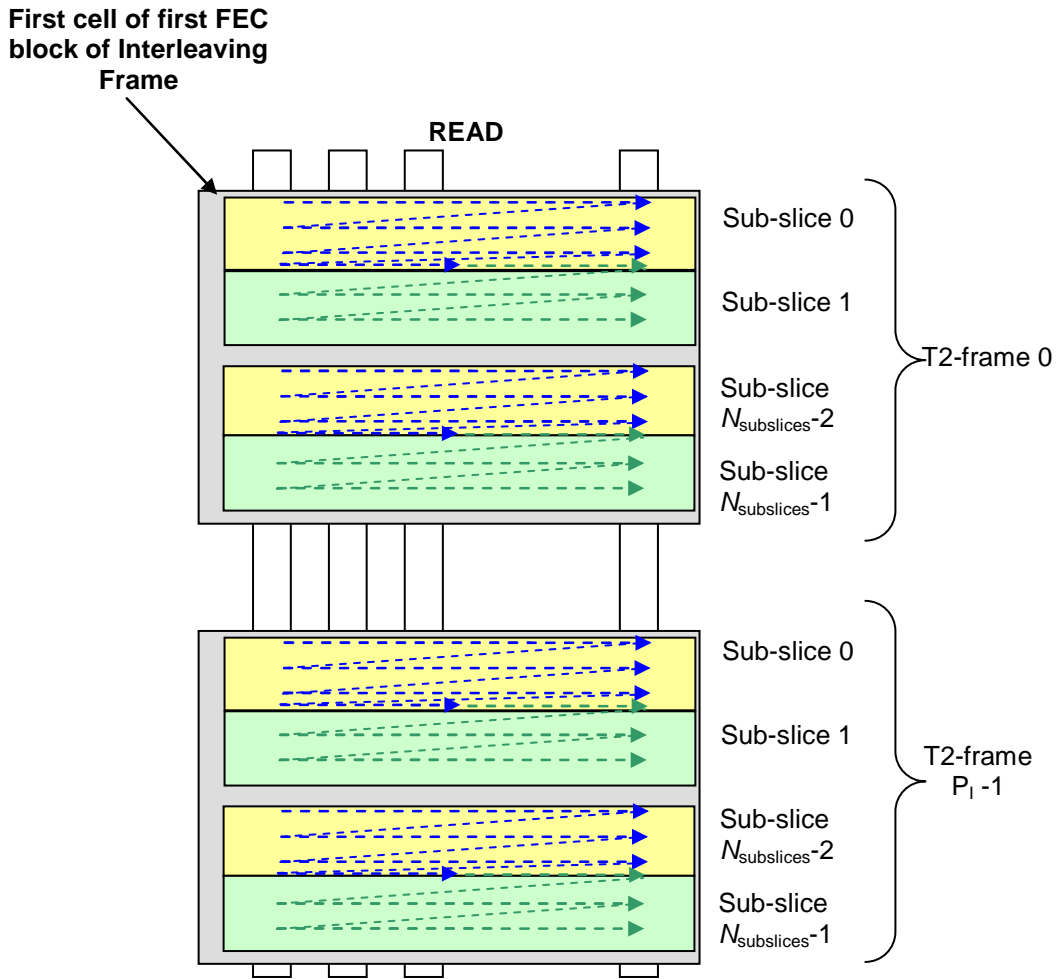 First cell of first FEC
block of Interleaving
Frame
READ
Sub-slice 0
Sub-slice 1
Sub-slice
Nsubslices-2
Sub-slice
Nsubslices-1
T2-frame 0
Sub-slice 0
Sub-slice 1
Sub-slice
Nsubslices-2
Sub-slice
Nsubslices-1
T2-frame
PI -1